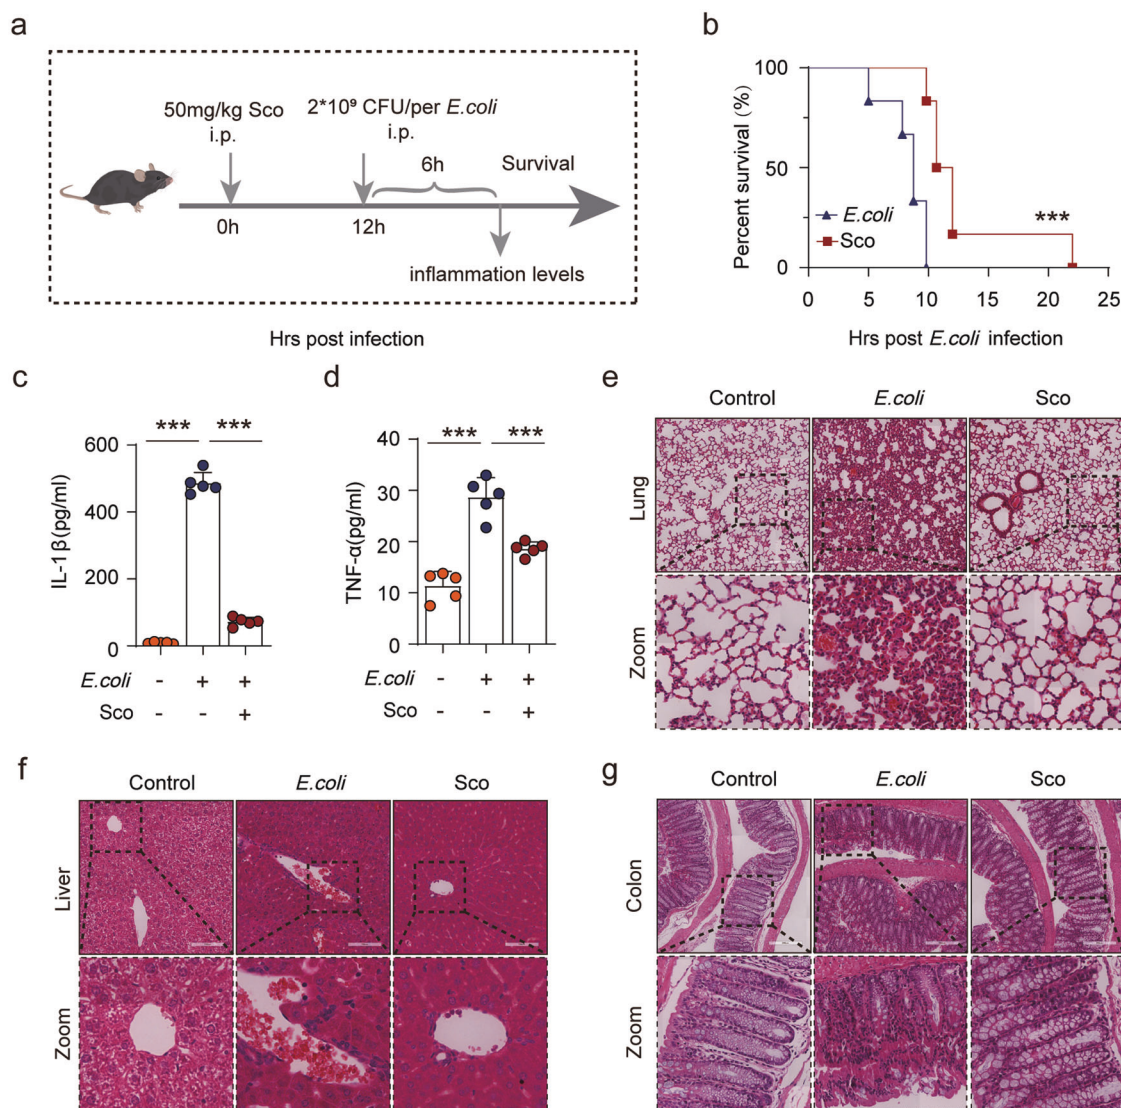 a
50mg/kg Sco
i.p.
2*10⁹ CFU/per E.coli
i.p.
6h
Survival
0h
12h
inflammation levels
Hrs post infection
b
Percent survival (%)
100
50
0
E.coli
Sco
***
0 5 10 15 20 25
Hrs post E.coli infection
c
*** ***
IL-1β(pg/ml)
600
400
200
0
E.coli - + +
Sco - - +
d
*** ***
TNF-α(pg/ml)
40
30
20
10
0
E.coli - + +
Sco - - +
e
Control E.coli Sco
Lung
Zoom
f
Control E.coli Sco
Liver
Zoom
g
Control E.coli Sco
Colon
Zoom